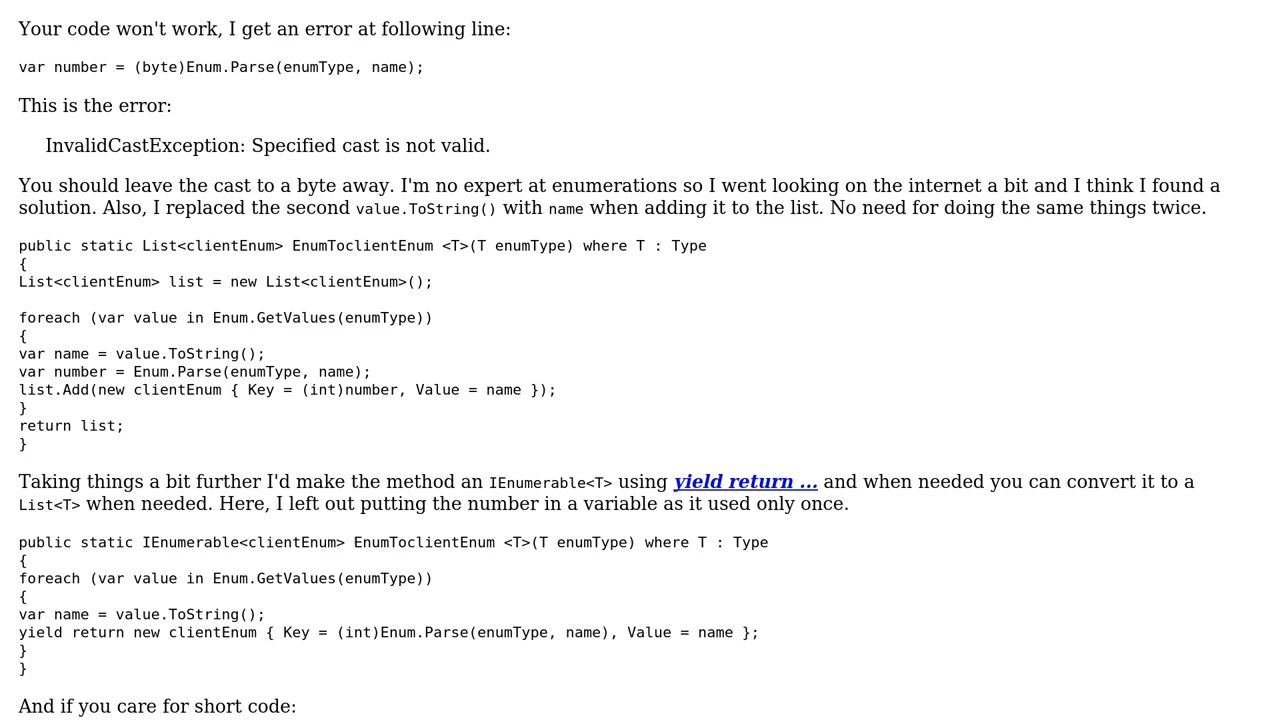 Your code won't work, I get an error at following line:
var number = (byte)Enum.Parse(enumType, name);
This is the error:
InvalidCastException: Specified cast is not valid.
You should leave the cast to a byte away. I'm no expert at enumerations so I went looking on the internet a bit and I think I found a
solution. Also, I replaced the second value.ToString() with name when adding it to the list. No need for doing the same things twice.
public static List<clientEnum> EnumToclientEnum <T>(T enumType) where T : Type
{
List<clientEnum> list = new List<clientEnum>();
foreach (var value in Enum.GetValues(enumType))
{
var name = value.ToString();
var number = Enum.Parse(enumType, name);
list.Add(new clientEnum { Key = (int)number, Value = name });
}
return list;
}
Taking things a bit further I'd make the method an IEnumerable<T> using yield return ... and when needed you can convert it to a
List<T> when needed. Here, I left out putting the number in a variable as it used only once.
public static IEnumerable<clientEnum> EnumToclientEnum <T>(T enumType) where T : Type
{
foreach (var value in Enum.GetValues(enumType))
{
var name = value.ToString();
yield return new clientEnum { Key = (int)Enum.Parse(enumType, name), Value = name };
}
}
And if you care for short code: